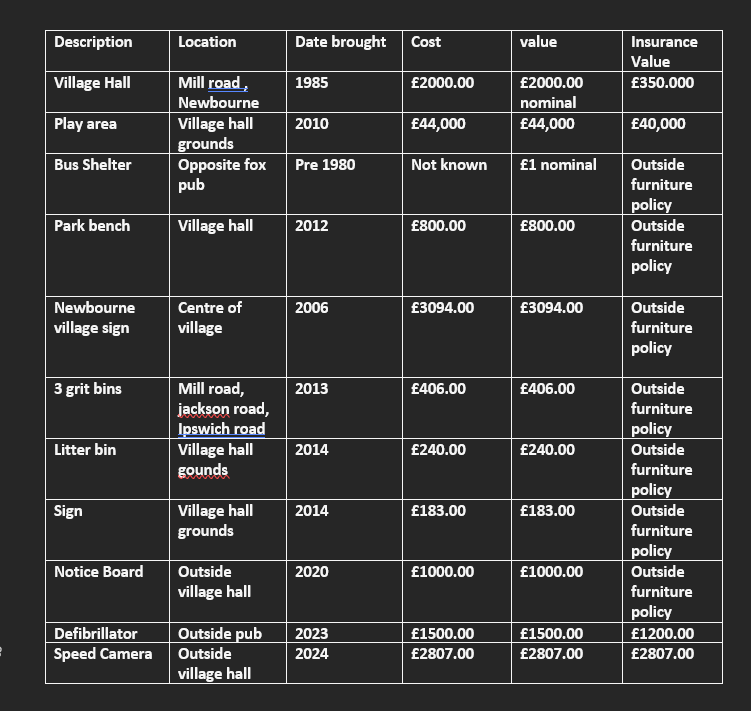 Description Location Date brought Cost value Insurance
Value
Village Hall Mill road , 1985 £2000.00 £2000.00 £350.000
Newbourne nominal
Play area Village hall 2010 £44,000 £44,000 £40,000
grounds
Bus Shelter Opposite fox Pre 1980 Not known £1 nominal Outside
pub furniture
policy
Park bench Village hall 2012 £800.00 £800.00 Outside
furniture
policy
Newbourne Centre of 2006 £3094.00 £3094.00 Outside
village sign village furniture
policy
3 grit bins Mill road, 2013 £406.00 £406.00 Outside
jackson road, furniture
Ipswich road policy
Litter bin Village hall 2014 £240.00 £240.00 Outside
gounds furniture
policy
Sign Village hall 2014 £183.00 £183.00 Outside
grounds furniture
policy
Notice Board Outside 2020 £1000.00 £1000.00 Outside
village hall furniture
policy
Defibrillator Outside pub 2023 £1500.00 £1500.00 £1200.00
Speed Camera Outside 2024 £2807.00 £2807.00 £2807.00
village hall